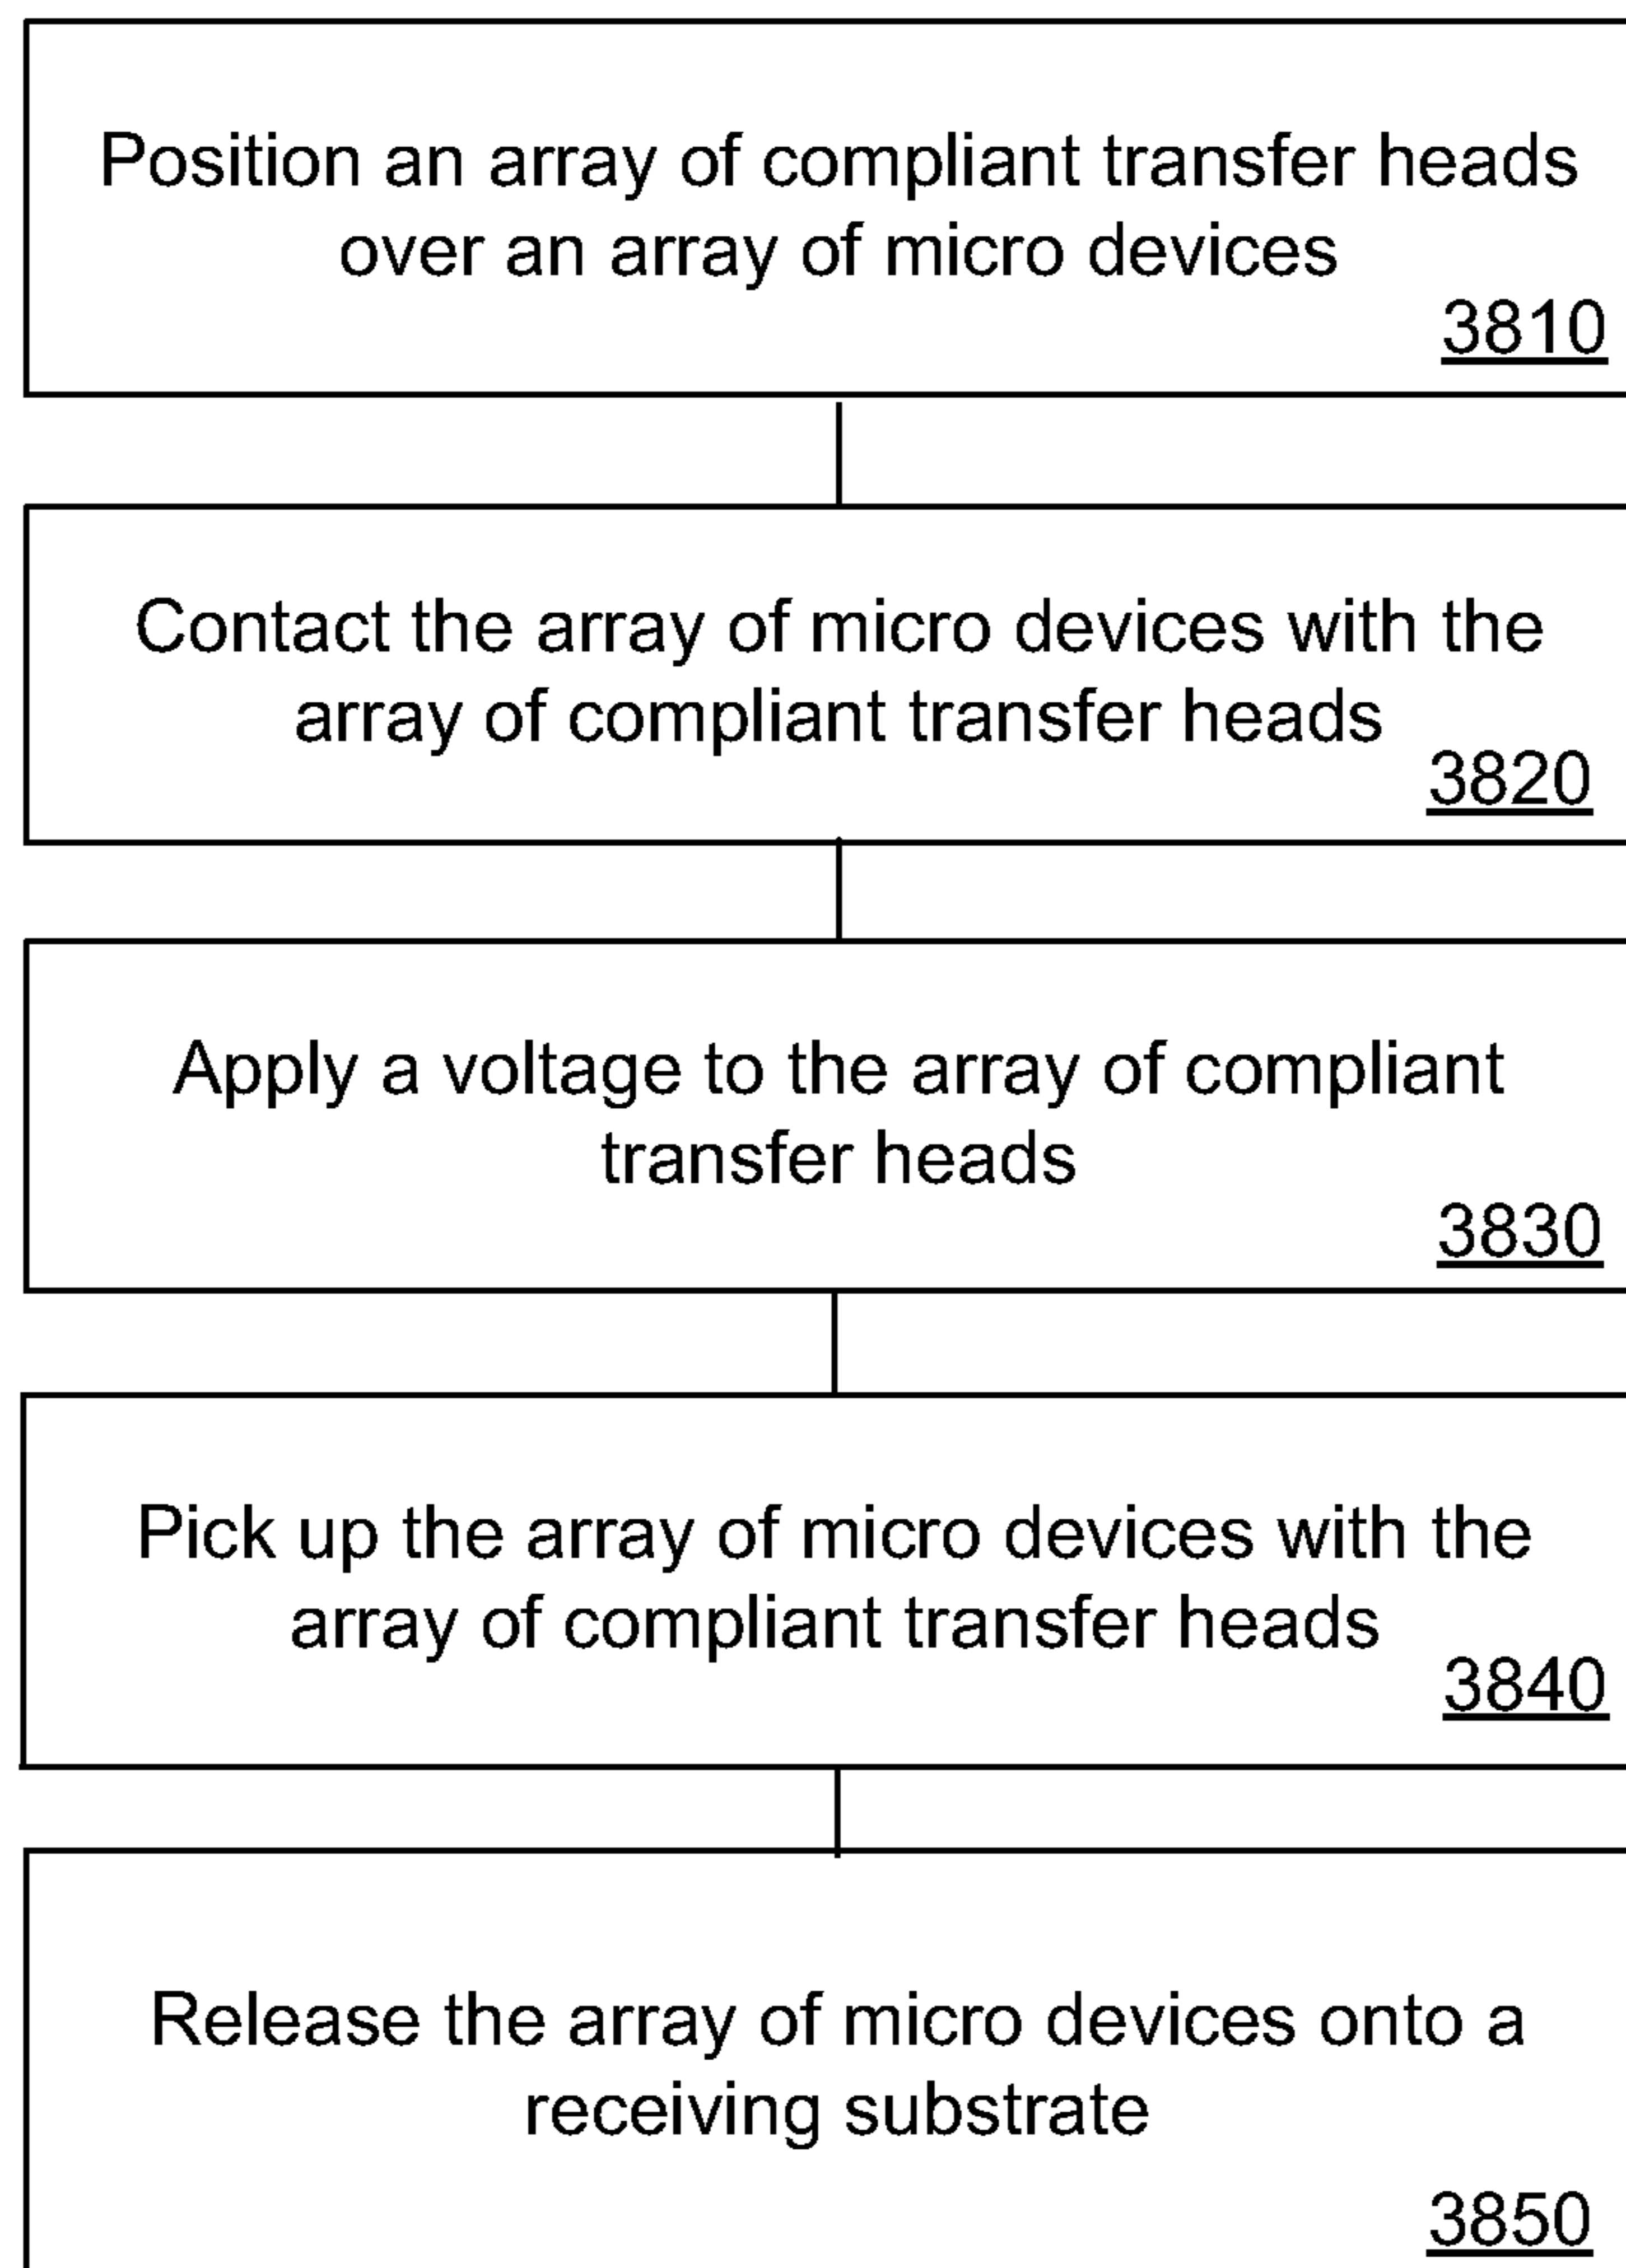 Position an array of compliant transfer heads
over an array of micro devices
3810
Contact the array of micro devices with the
array of compliant transfer heads
3820
Apply a voltage to the array of compliant
transfer heads
3830
Pick up the array of micro devices with the
array of compliant transfer heads
3840
Release the array of micro devices onto a
receiving substrate
3850